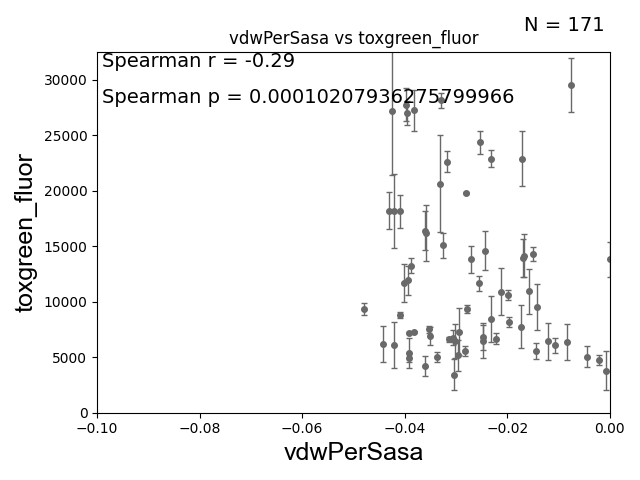 N = 171
vdwPerSasa vs toxgreen_fluor
Spearman r = -0.29
Spearman p = 0.00010207936275799966
30000
25000
20000
15000
10000
5000
0
toxgreen_fluor
−0.10
−0.08
−0.06
−0.04
−0.02
0.00
vdwPerSasa